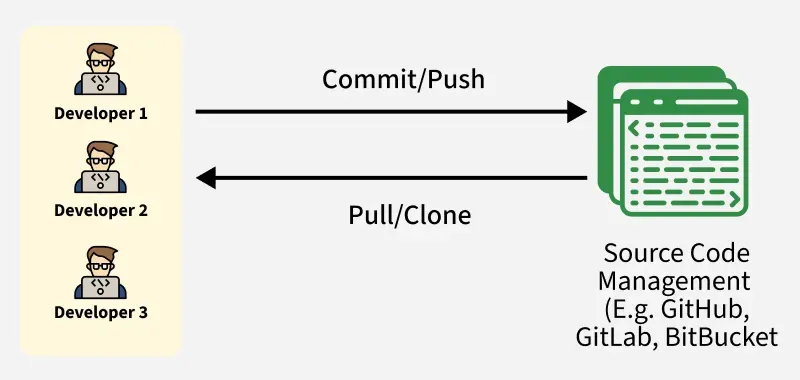 Developer 1
Developer 2
Developer 3
Commit/Push
Pull/Clone
Source Code
Management
(E.g. GitHub,
GitLab, BitBucket